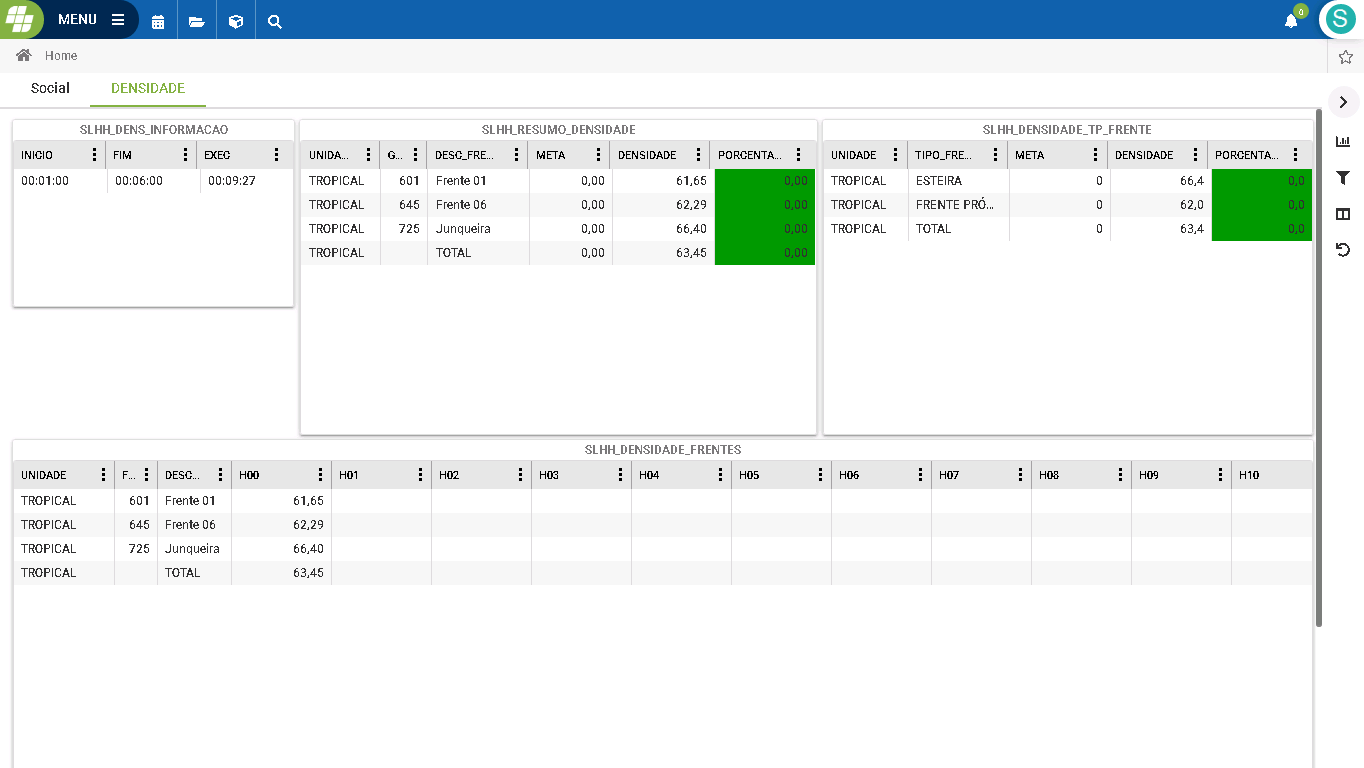 MENU
0
S
Home
Social DENSIDADE
SLHH_DENS_INFORMACAO
INICIO FIM EXEC
00:01:00 00:06:00 00:09:27
SLHH_RESUMO_DENSIDADE
UNIDA... G... DESC_FRE... META DENSIDADE PORCENTA...
TROPICAL 601 Frente 01 0,00 61,65 0,00
TROPICAL 645 Frente 06 0,00 62,29 0,00
TROPICAL 725 Junqueira 0,00 66,40 0,00
TROPICAL TOTAL 0,00 63,45 0,00
SLHH_DENSIDADE_TP_FRENTE
UNIDADE TIPO_FRE... META DENSIDADE PORCENTA...
TROPICAL ESTEIRA 0 66,4 0,0
TROPICAL FRENTE PRÓ... 0 62,0 0,0
TROPICAL TOTAL 0 63,4 0,0
SLHH_DENSIDADE_FRENTES
UNIDADE F... DESC... H00 H01 H02 H03 H04 H05 H06 H07 H08 H09 H10
TROPICAL 601 Frente 01 61,65
TROPICAL 645 Frente 06 62,29
TROPICAL 725 Junqueira 66,40
TROPICAL TOTAL 63,45